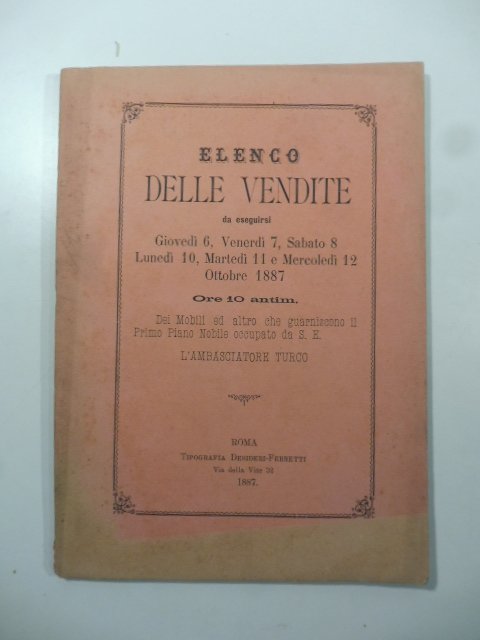 ELENCO
DELLE VENDITE
da eseguirsi
Giovedì 6, Venerdì 7, Sabato 8
Lunedì 10, Martedì 11 e Mercoledì 12
Ottobre 1887
Ore 10 antim.
Dei Mobili ed altro che guarniscono il
Primo Piano Nobile occupato da S. E.
L'AMBASCIATORE TURCO
ROMA
TIPOGRAFIA DESIDERI-FERRETTI
Via della Vite 32
1887.